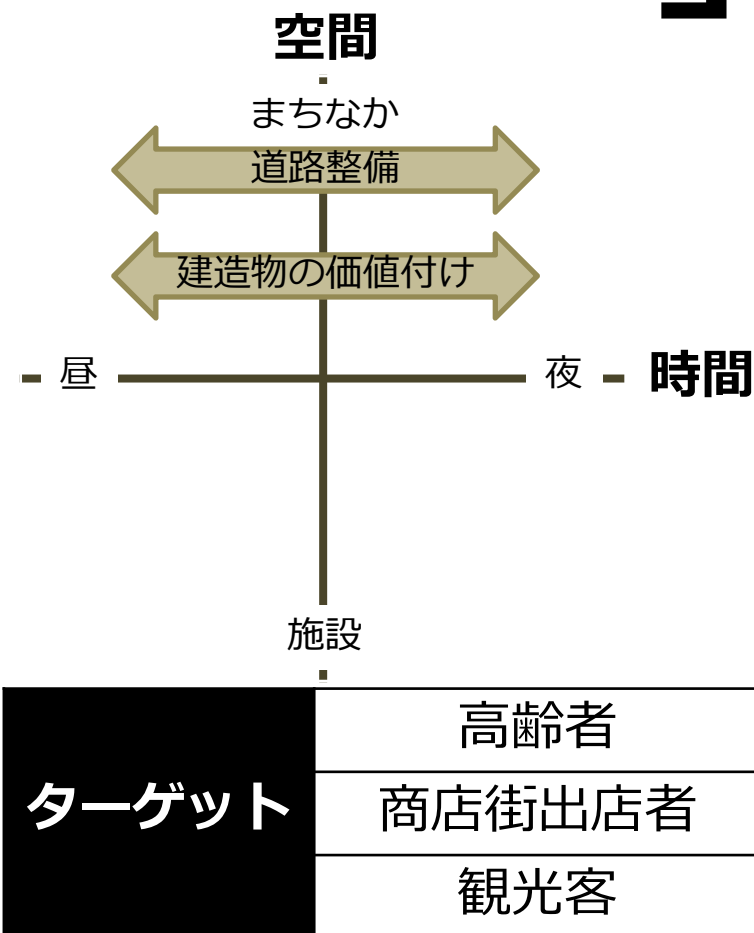 空間
まちなか
道路整備
建造物の価値付け
昼
夜
時間
施設
ターゲット
高齢者
商店街出店者
観光客